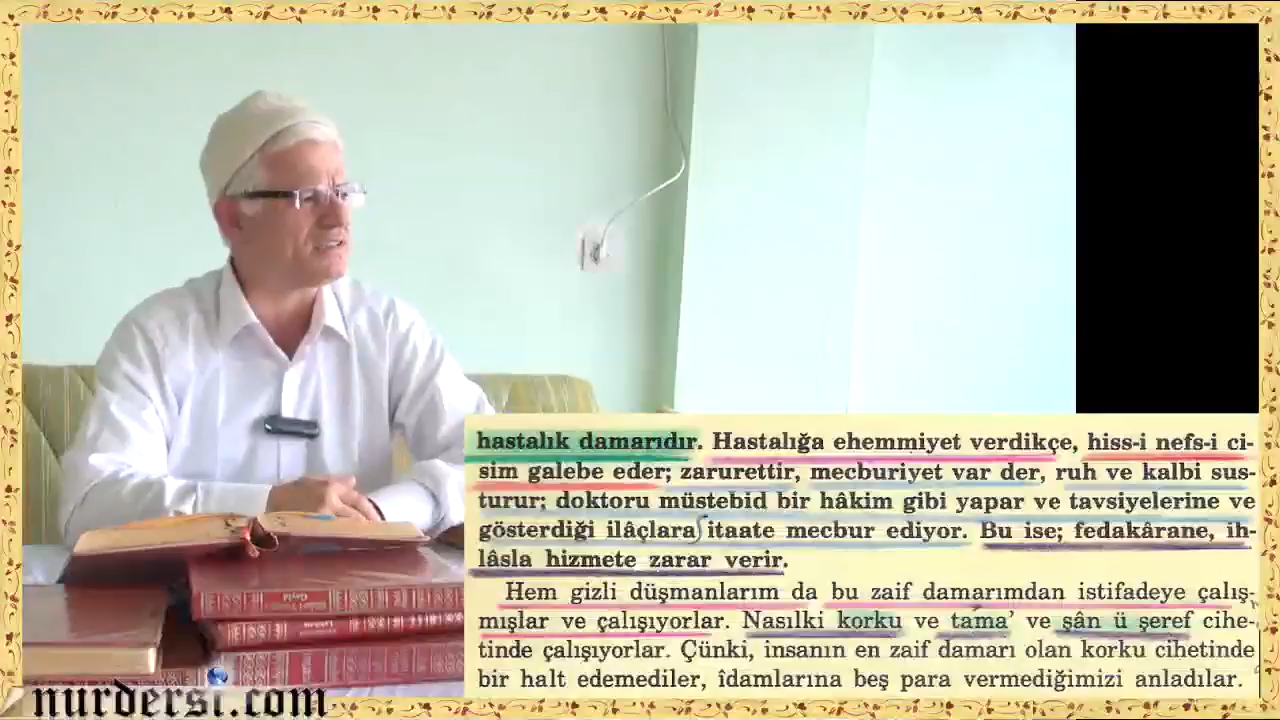 hastalık damarıdır. Hastalığa ehemmiyet verdikçe, hiss-i nefs-i ci-
sim galebe eder; zarurettir, mecburiyet var der, ruh ve kalbi sus-
turur; doktoru müstebid bir hâkim gibi yapar ve tavsiyelerine ve
gösterdiği ilâçlara itaate mecbur ediyor. Bu ise; fedakârane, ih-
lâsla hizmete zarar verir.
Hem gizli düşmanlarım da bu zaif damarımdan istifadeye çalış-
mışlar ve çalışıyorlar. Nasılki korku ve tama' ve şân ü şeref cihe-
tinde çalışıyorlar. Çünki, insanın en zaif damarı olan korku cihetinde
bir halt edemediler, îdamlarına beş para vermediğimizi anladılar.
nurdersi.com